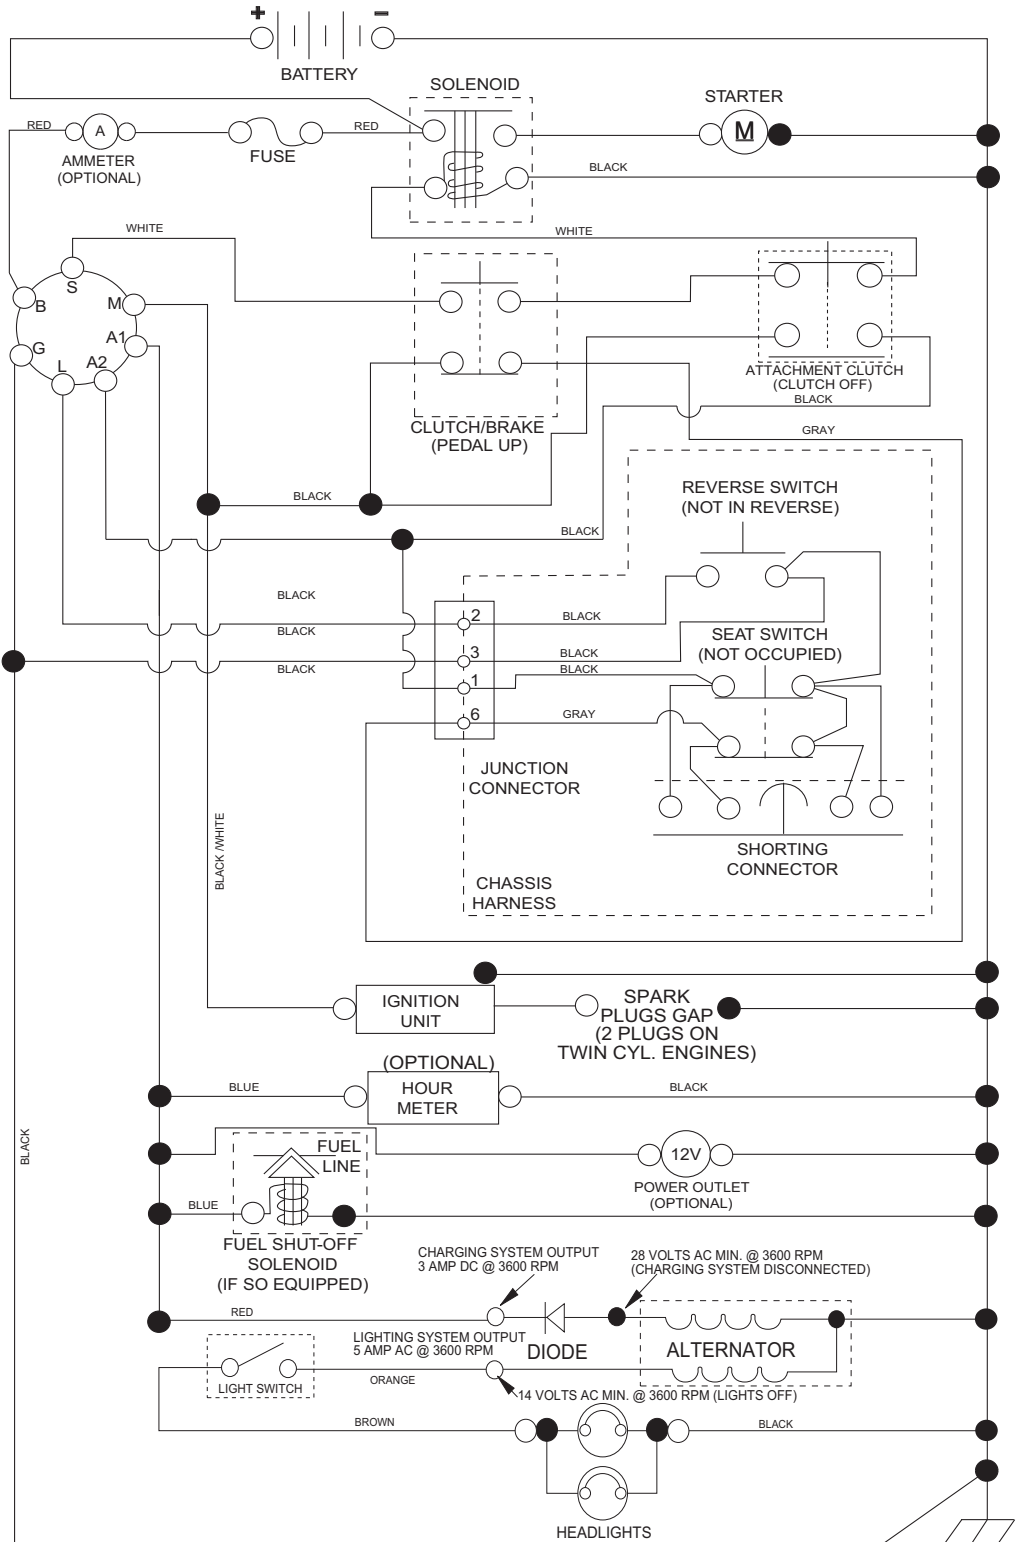 + −
BATTERY
SOLENOID
STARTER
RED
A
AMMETER
(OPTIONAL)
FUSE
RED
M
BLACK
WHITE
WHITE
S
B
M
G
A1
L
A2
CLUTCH/BRAKE
(PEDAL UP)
ATTACHMENT CLUTCH
(CLUTCH OFF)
BLACK
GRAY
BLACK
BLACK
REVERSE SWITCH
(NOT IN REVERSE)
BLACK
2
BLACK
BLACK
SEAT SWITCH
(NOT OCCUPIED)
3
BLACK
BLACK
BLACK
1
6
GRAY
JUNCTION
CONNECTOR
SHORTING
CONNECTOR
CHASSIS
HARNESS
BLACK /WHITE
IGNITION
UNIT
SPARK
PLUGS GAP
(2 PLUGS ON
TWIN CYL. ENGINES)
(OPTIONAL)
HOUR
METER
BLUE
BLACK
BLACK
FUEL
LINE
12V
POWER OUTLET
(OPTIONAL)
BLUE
FUEL SHUT-OFF
SOLENOID
(IF SO EQUIPPED)
CHARGING SYSTEM OUTPUT
3 AMP DC @ 3600 RPM
28 VOLTS AC MIN. @ 3600 RPM
(CHARGING SYSTEM DISCONNECTED)
RED
DIODE
ALTERNATOR
LIGHTING SYSTEM OUTPUT
5 AMP AC @ 3600 RPM
LIGHT SWITCH
ORANGE
14 VOLTS AC MIN. @ 3600 RPM (LIGHTS OFF)
BROWN
BLACK
HEADLIGHTS